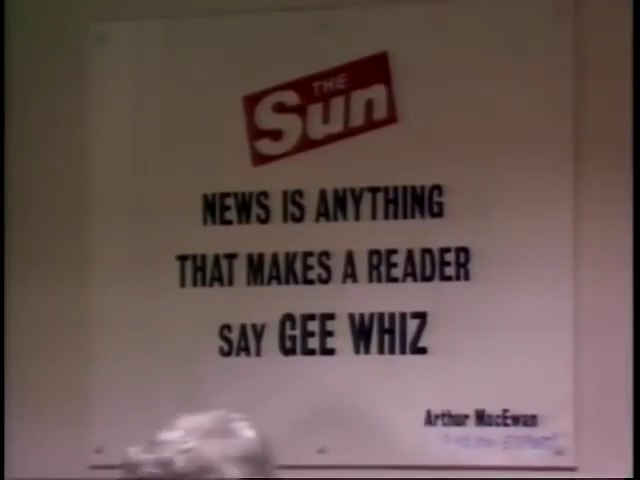 THE
Sun
NEWS IS ANYTHING
THAT MAKES A READER
SAY GEE WHIZ
Arthur MacEwan